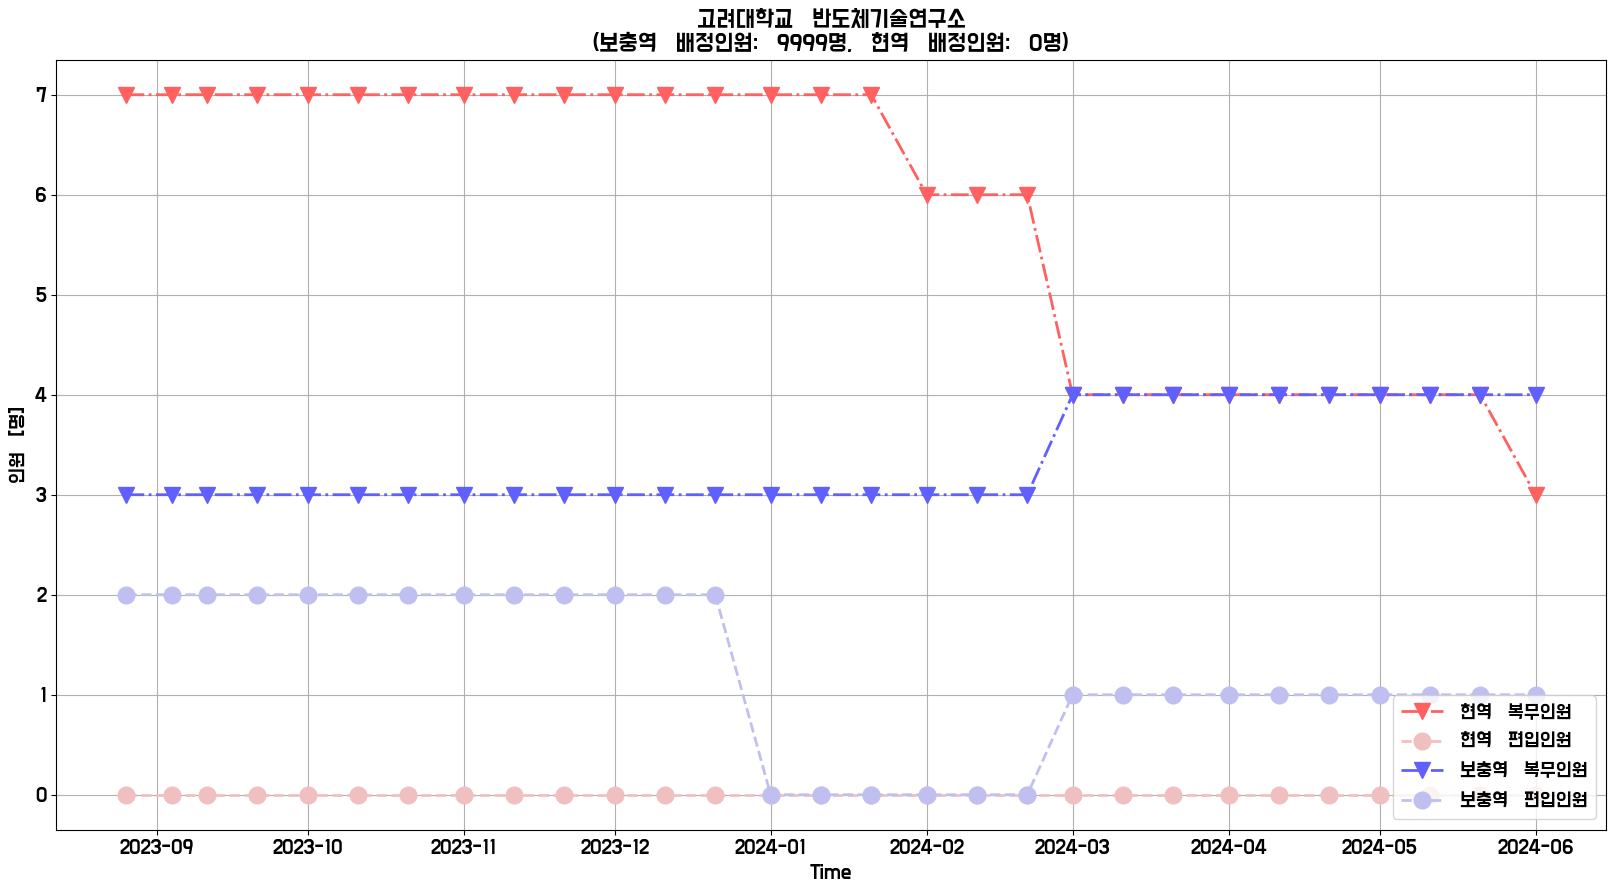 고려대학교 반도체기술연구소
(보충역 배정인원: 9999명, 현역 배정인원: 0명)
7
6
5
4
3
2
1
0
인원 [명]
2023-09 2023-10 2023-11 2023-12 2024-01 2024-02 2024-03 2024-04 2024-05 2024-06
Time
현역 복무인원
현역 편입인원
보충역 복무인원
보충역 편입인원